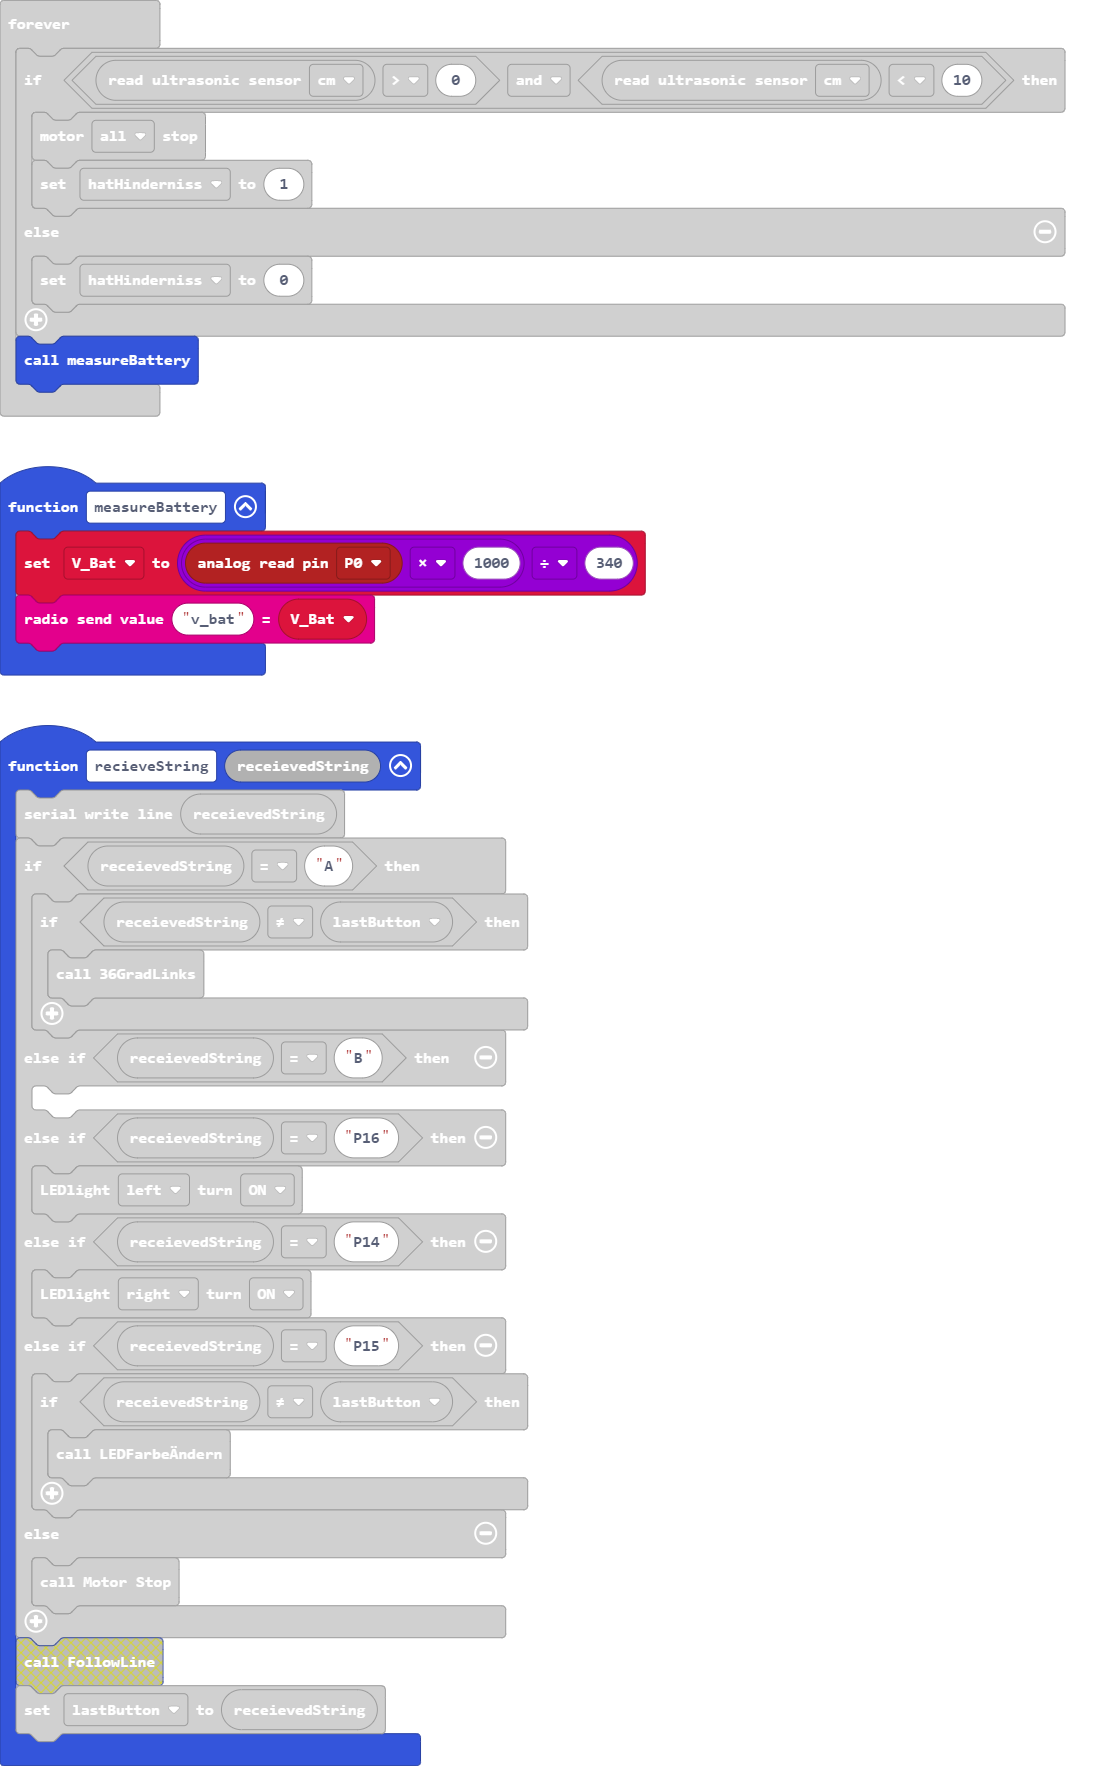 forever
if read ultrasonic sensor cm > 0 and read ultrasonic sensor cm < 10 then
motor all stop
set hatHinderniss to 1
else
set hatHinderniss to 0
call measureBattery
function measureBattery
set V_Bat to analog read pin P0 × 1000 ÷ 340
radio send value "v_bat" = V_Bat
function recieveString receievedString
serial write line receievedString
if receievedString = "A" then
if receievedString ≠ lastButton then
call 36GradLinks
else if receievedString = "B" then
else if receievedString = "P16" then
LEDlight left turn ON
else if receievedString = "P14" then
LEDlight right turn ON
else if receievedString = "P15" then
if receievedString ≠ lastButton then
call LEDFarbeÄndern
else
call Motor Stop
call FollowLine
set lastButton to receievedString